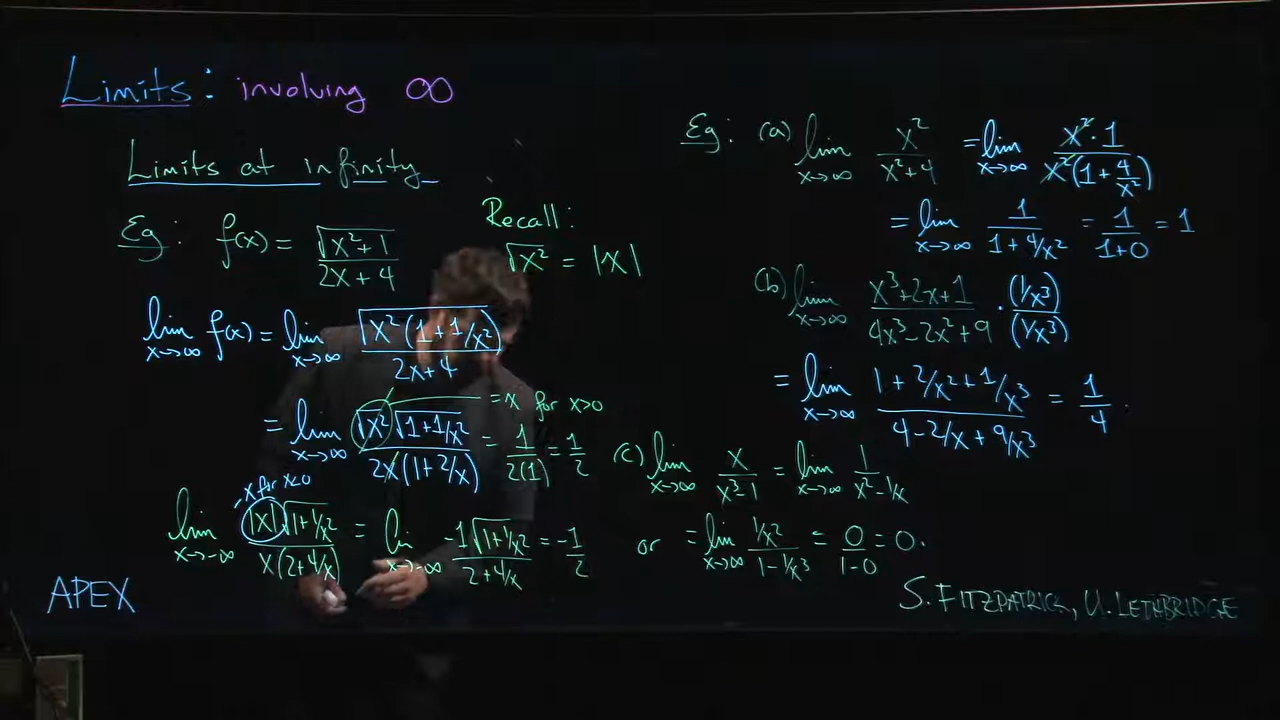 Limits: involving ∞
Limits at infinity
Eg: f(x) = √(x²+1) / (2x+4)
Recall:
√x² = |x|
lim x→∞ f(x) = lim x→∞ √(x²(1+1/x²)) / (2x+4)
= lim x→∞ √x² √(1+1/x²) / (2x(1+2/x)) = 1/(2(1)) = 1/2
= x for x>0
-x for x<0
lim x→-∞ |x|√(1+1/x²) / (x(2+4/x)) = lim x→-∞ -1√(1+1/x²) / (2+4/x) = -1/2
Eg: (a) lim x→∞ x²/(x²+4) = lim x→∞ x²·1 / (x²(1+4/x²))
= lim x→∞ 1/(1+4/x²) = 1/(1+0) = 1
(b) lim x→∞ (x³+2x+1)/(4x³-2x²+9) · (1/x³)/(1/x³)
= lim x→∞ (1+2/x²+1/x³)/(4-2/x+9/x³) = 1/4
(c) lim x→∞ x/(x³-1) = lim x→∞ 1/(x²-1/x)
or = lim x→∞ (1/x²)/(1-1/x³) = 0/(1-0) = 0.
APEX
S. FITZPATRICK, U. LETHBRIDGE